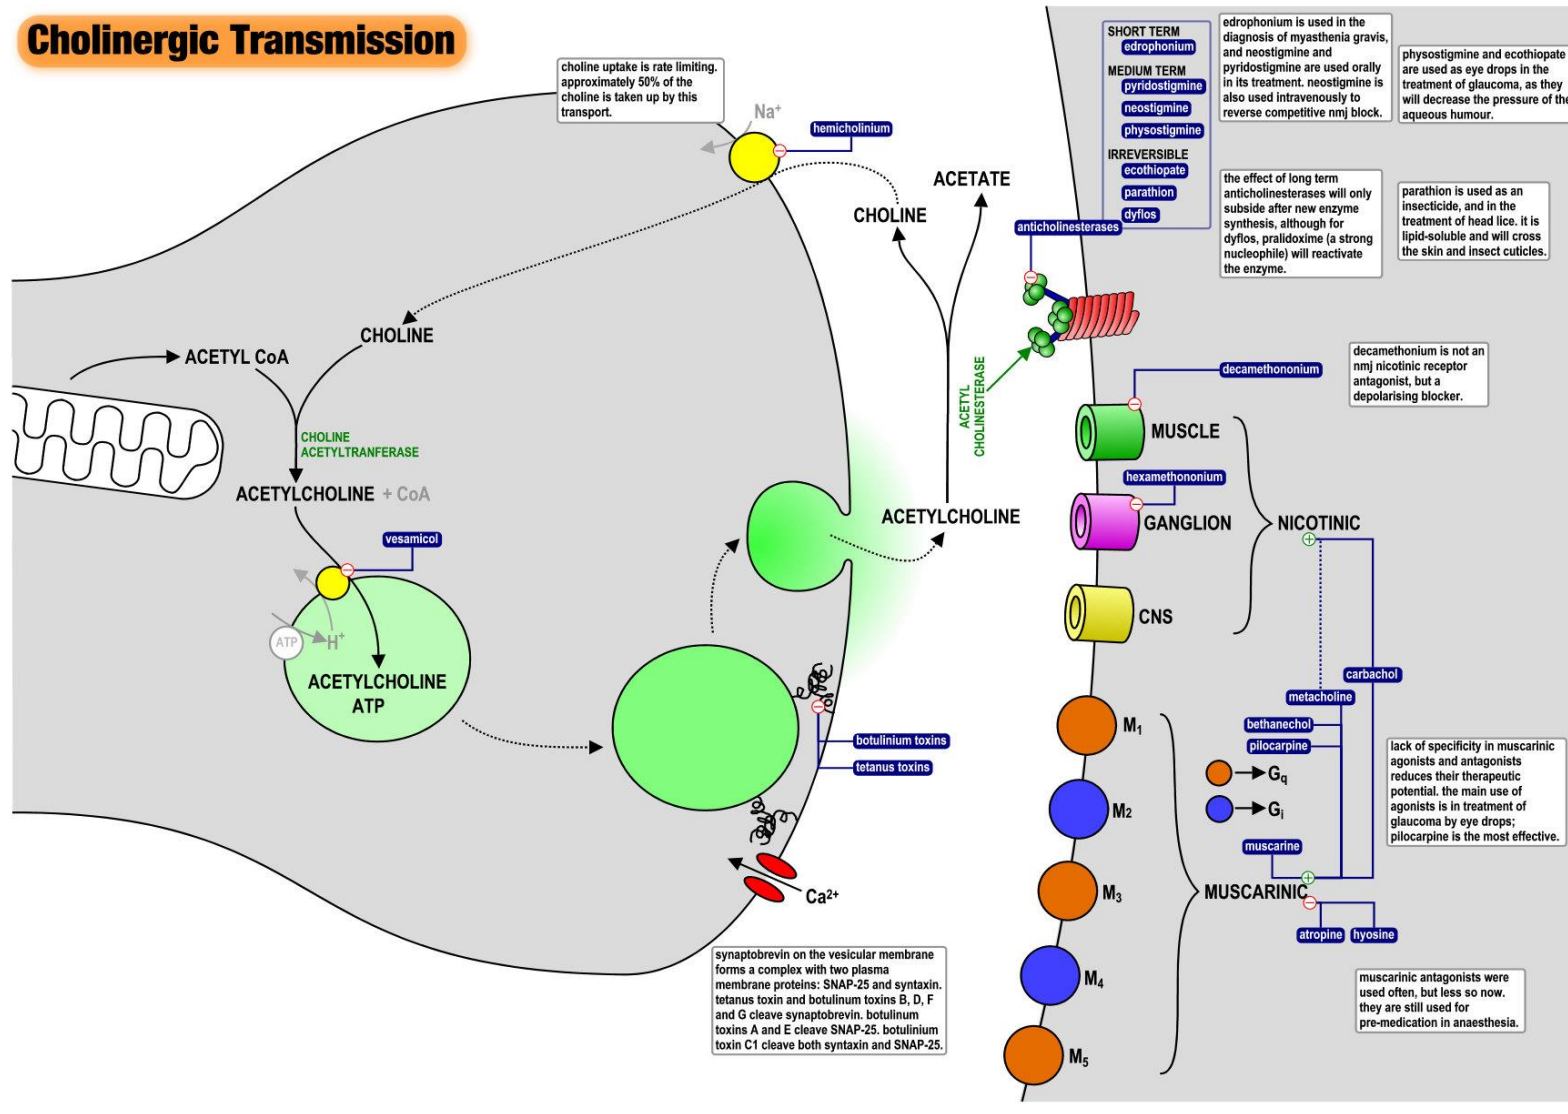 Cholinergic Transmission
choline uptake is rate limiting.
approximately 50% of the
choline is taken up by this
transport.
Na⁺
hemicholinium
CHOLINE
ACETATE
SHORT TERM
edrophonium
MEDIUM TERM
pyridostigmine
neostigmine
physostigmine
IRREVERSIBLE
ecothiopate
parathion
dyflos
anticholinesterases
edrophonium is used in the
diagnosis of myasthenia gravis,
and neostigmine and
pyridostigmine are used orally
in its treatment. neostigmine is
also used intravenously to
reverse competitive nmj block.
physostigmine and ecothiopate
are used as eye drops in the
treatment of glaucoma, as they
will decrease the pressure of the
aqueous humour.
the effect of long term
anticholinesterases will only
subside after new enzyme
synthesis, although for
dyflos, pralidoxime (a strong
nucleophile) will reactivate
the enzyme.
parathion is used as an
insecticide, and in the
treatment of head lice. it is
lipid-soluble and will cross
the skin and insect cuticles.
CHOLINE
ACETYL CoA
CHOLINE
ACETYLTRANFERASE
ACETYLCHOLINE + CoA
vesamicol
ATP
H⁺
ACETYLCHOLINE
ATP
ACETYLCHOLINE
ACETYL
CHOLINESTERASE
decamethononium
decamethonium is not an
nmj nicotinic receptor
antagonist, but a
depolarising blocker.
MUSCLE
hexamethononium
GANGLION
NICOTINIC
CNS
botulinium toxins
tetanus toxins
Ca²⁺
synaptobrevin on the vesicular membrane
forms a complex with two plasma
membrane proteins: SNAP-25 and syntaxin.
tetanus toxin and botulinum toxins B, D, F
and G cleave synaptobrevin. botulinum
toxins A and E cleave SNAP-25. botulinium
toxin C1 cleave both syntaxin and SNAP-25.
carbachol
metacholine
bethanechol
pilocarpine
M₁
M₂
M₃
M₄
M₅
G_q
G_i
muscarine
MUSCARINIC
atropine
hyosine
lack of specificity in muscarinic
agonists and antagonists
reduces their therapeutic
potential. the main use of
agonists is in treatment of
glaucoma by eye drops;
pilocarpine is the most effective.
muscarinic antagonists were
used often, but less so now.
they are still used for
pre-medication in anaesthesia.